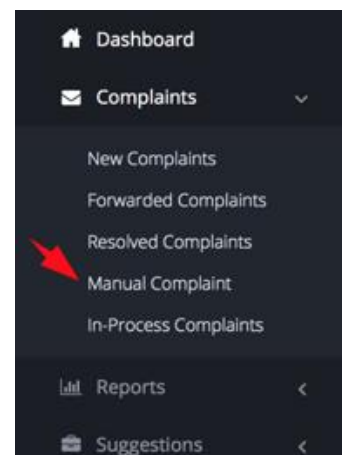 Dashboard
Complaints
New Complaints
Forwarded Complaints
Resolved Complaints
Manual Complaint
In-Process Complaints
Reports
Suggestions